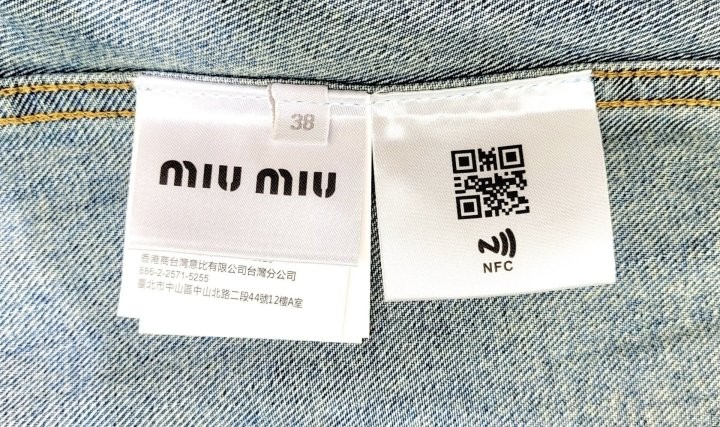 38
miu miu
香港商台灣意比有限公司台灣分公司
886-2-2571-5255
臺北市中山區中山北路二段44號12樓A室
NFC